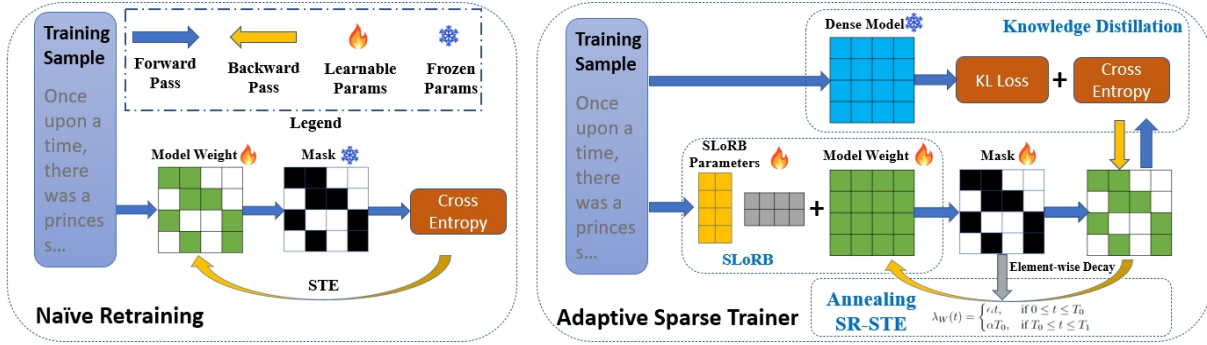 Training
Sample
Once
upon a
time,
there
was a
princes
s...
Forward
Pass
Backward
Pass
Learnable
Params
Frozen
Params
Legend
Model Weight
Mask
Cross
Entropy
STE
Naïve Retraining
Training
Sample
Once
upon a
time,
there
was a
princes
s...
Dense Model
Knowledge Distillation
KL Loss
+
Cross
Entropy
SLoRB
Parameters
+
Model Weight
Mask
SLoRB
Element-wise Decay
Annealing
SR-STE
Adaptive Sparse Trainer
if 0 ≤ t ≤ T₀
λ_W(t) = {
αT₀, if T₀ ≤ t ≤ T₁